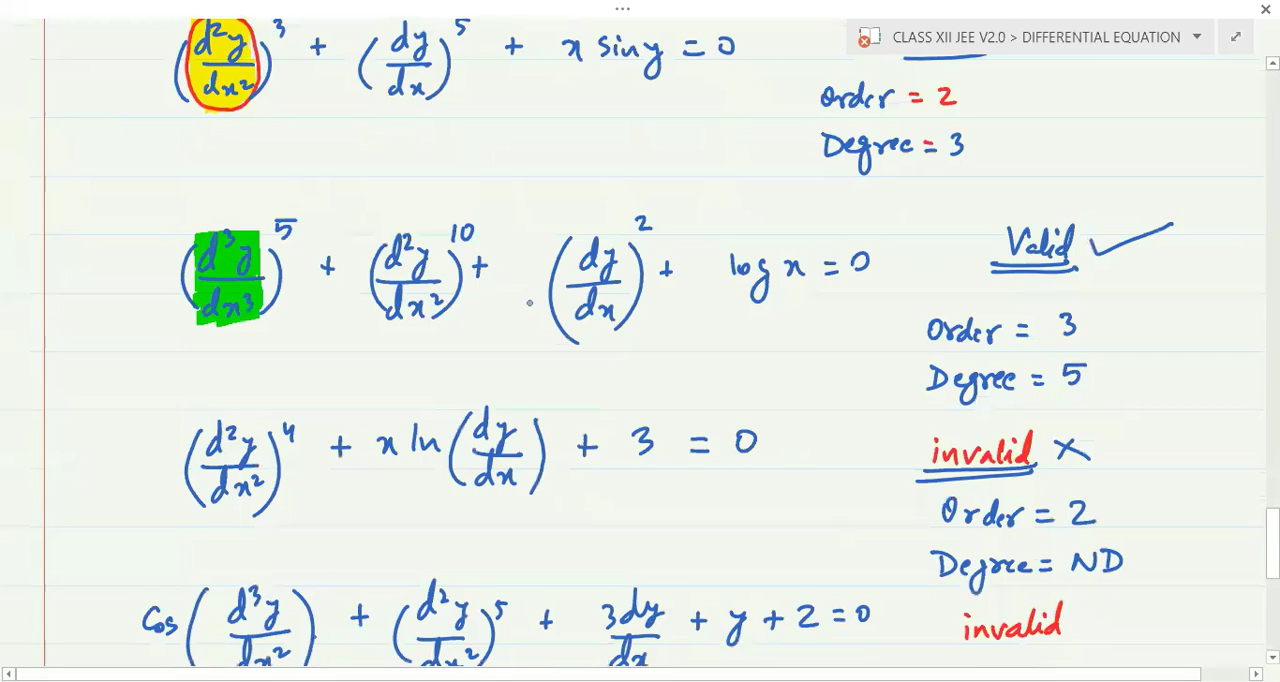 (d²y/dx²)³ + (dy/dx)⁵ + x sin y = 0
CLASS XII JEE V2.0 > DIFFERENTIAL EQUATION
Order = 2
Degree = 3
(d³y/dx³)⁵ + (d²y/dx²)¹⁰ + (dy/dx)² + log x = 0
Valid ✓
Order = 3
Degree = 5
(d²y/dx²)⁴ + x ln(dy/dx) + 3 = 0
invalid ×
Order = 2
Degree = ND
Cos(d³y/dx²) + (d²y/dx²)⁵ + 3dy/dx + y + 2 = 0
invalid